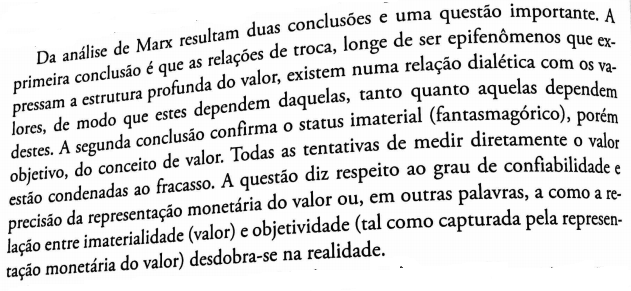 Da análise de Marx resultam duas conclusões e uma questão importante. A
primeira conclusão é que as relações de troca, longe de ser epifenômenos que ex-
pressam a estrutura profunda do valor, existem numa relação dialética com os va-
lores, de modo que estes dependem daquelas, tanto quanto aquelas dependem
destes. A segunda conclusão confirma o status imaterial (fantasmagórico), porém
objetivo, do conceito de valor. Todas as tentativas de medir diretamente o valor
estão condenadas ao fracasso. A questão diz respeito ao grau de confiabilidade e
precisão da representação monetária do valor ou, em outras palavras, a como a re-
lação entre imaterialidade (valor) e objetividade (tal como capturada pela represen-
tação monetária do valor) desdobra-se na realidade.